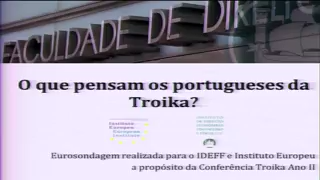 FACULDADE DE DIREITO
O que pensam os portugueses da
Troika?
Eurosondagem realizada para o IDEFF e Instituto Europeu
a propósito da Conferência Troika Ano II